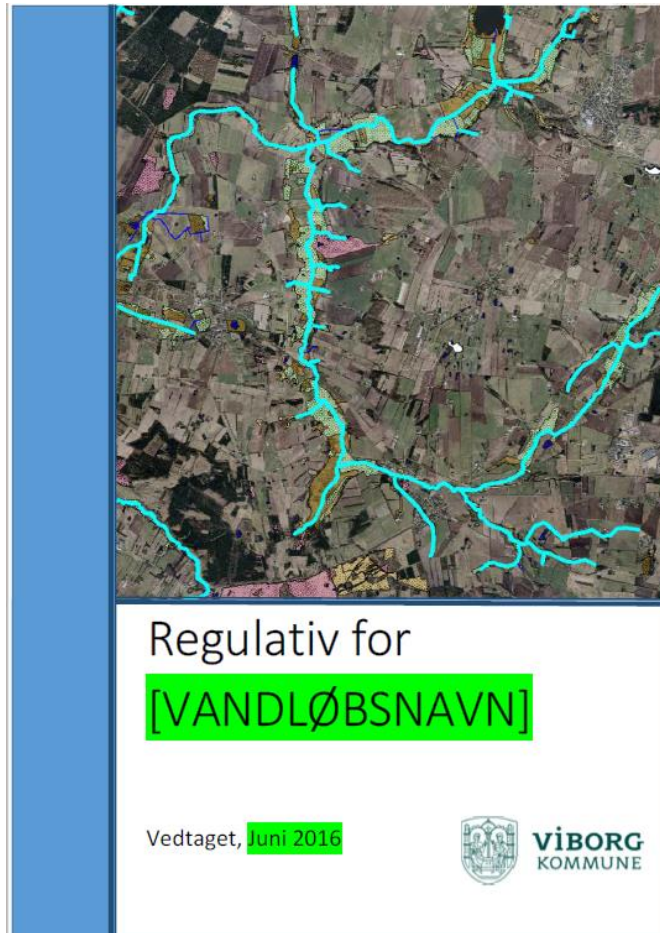 Regulativ for
[VANDLØBSNAVN]
Vedtaget, Juni 2016
VIBORG
KOMMUNE